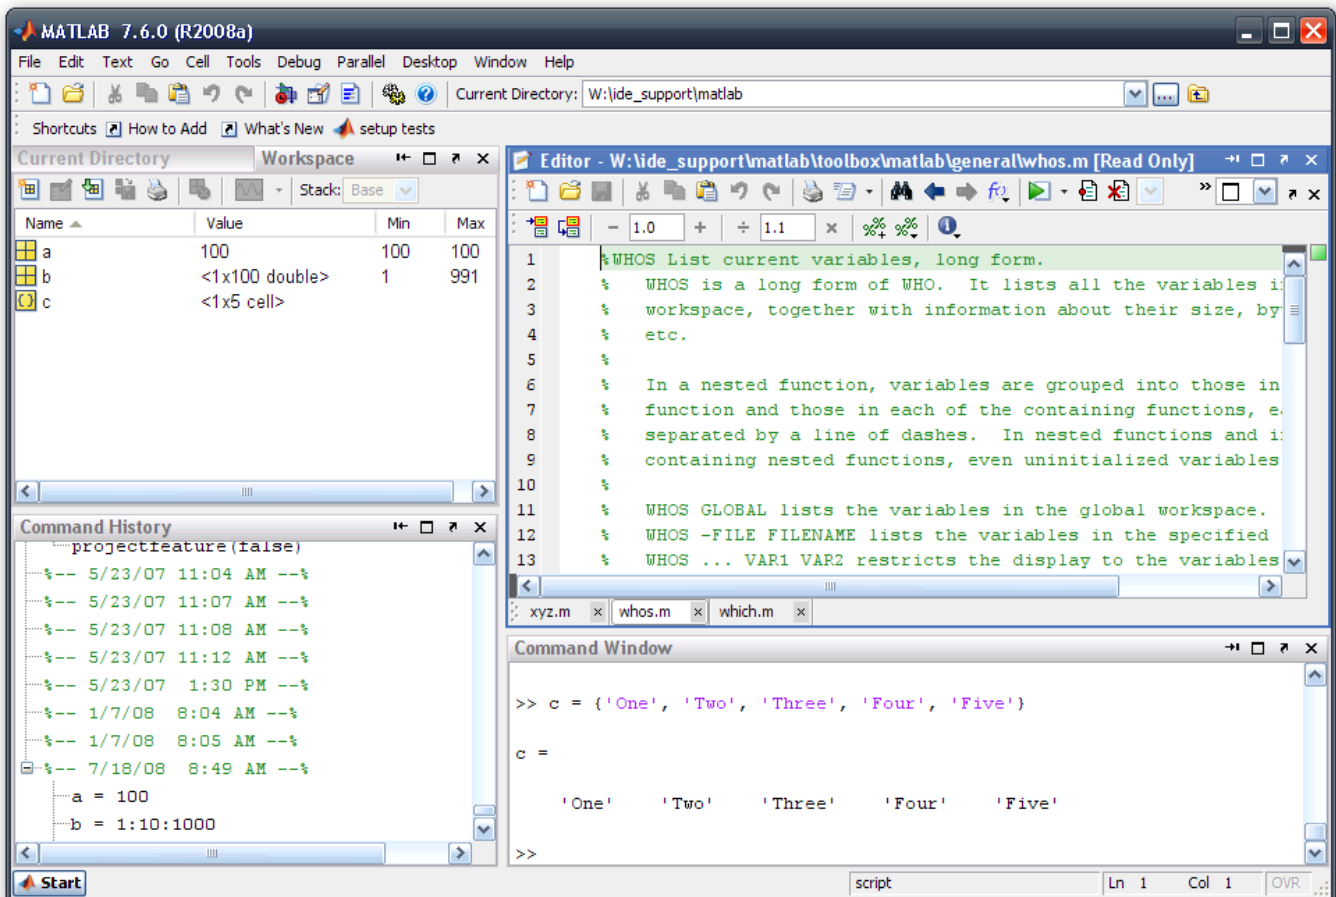 MATLAB 7.6.0 (R2008a)
File Edit Text Go Cell Tools Debug Parallel Desktop Window Help
Current Directory: W:\ide_support\matlab
Shortcuts How to Add What's New setup tests
Current Directory Workspace
Stack: Base
Name Value Min Max
a 100 100 100
b <1x100 double> 1 991
c <1x5 cell>
Command History
projectfeature(false)
%-- 5/23/07 11:04 AM --%
%-- 5/23/07 11:07 AM --%
%-- 5/23/07 11:08 AM --%
%-- 5/23/07 11:12 AM --%
%-- 5/23/07 1:30 PM --%
%-- 1/7/08 8:04 AM --%
%-- 1/7/08 8:05 AM --%
%-- 7/18/08 8:49 AM --%
a = 100
b = 1:10:1000
Editor - W:\ide_support\matlab\toolbox\matlab\general\whos.m [Read Only]
− 1.0 + ÷ 1.1 ×
1 %WHOS List current variables, long form.
2 % WHOS is a long form of WHO. It lists all the variables i
3 % workspace, together with information about their size, by
4 % etc.
5 %
6 % In a nested function, variables are grouped into those in
7 % function and those in each of the containing functions, e
8 % separated by a line of dashes. In nested functions and i
9 % containing nested functions, even uninitialized variables
10 %
11 % WHOS GLOBAL lists the variables in the global workspace.
12 % WHOS -FILE FILENAME lists the variables in the specified
13 % WHOS ... VAR1 VAR2 restricts the display to the variables
xyz.m whos.m which.m
Command Window
>> c = {'One', 'Two', 'Three', 'Four', 'Five'}
c =
'One' 'Two' 'Three' 'Four' 'Five'
>>
Start script Ln 1 Col 1 OVR